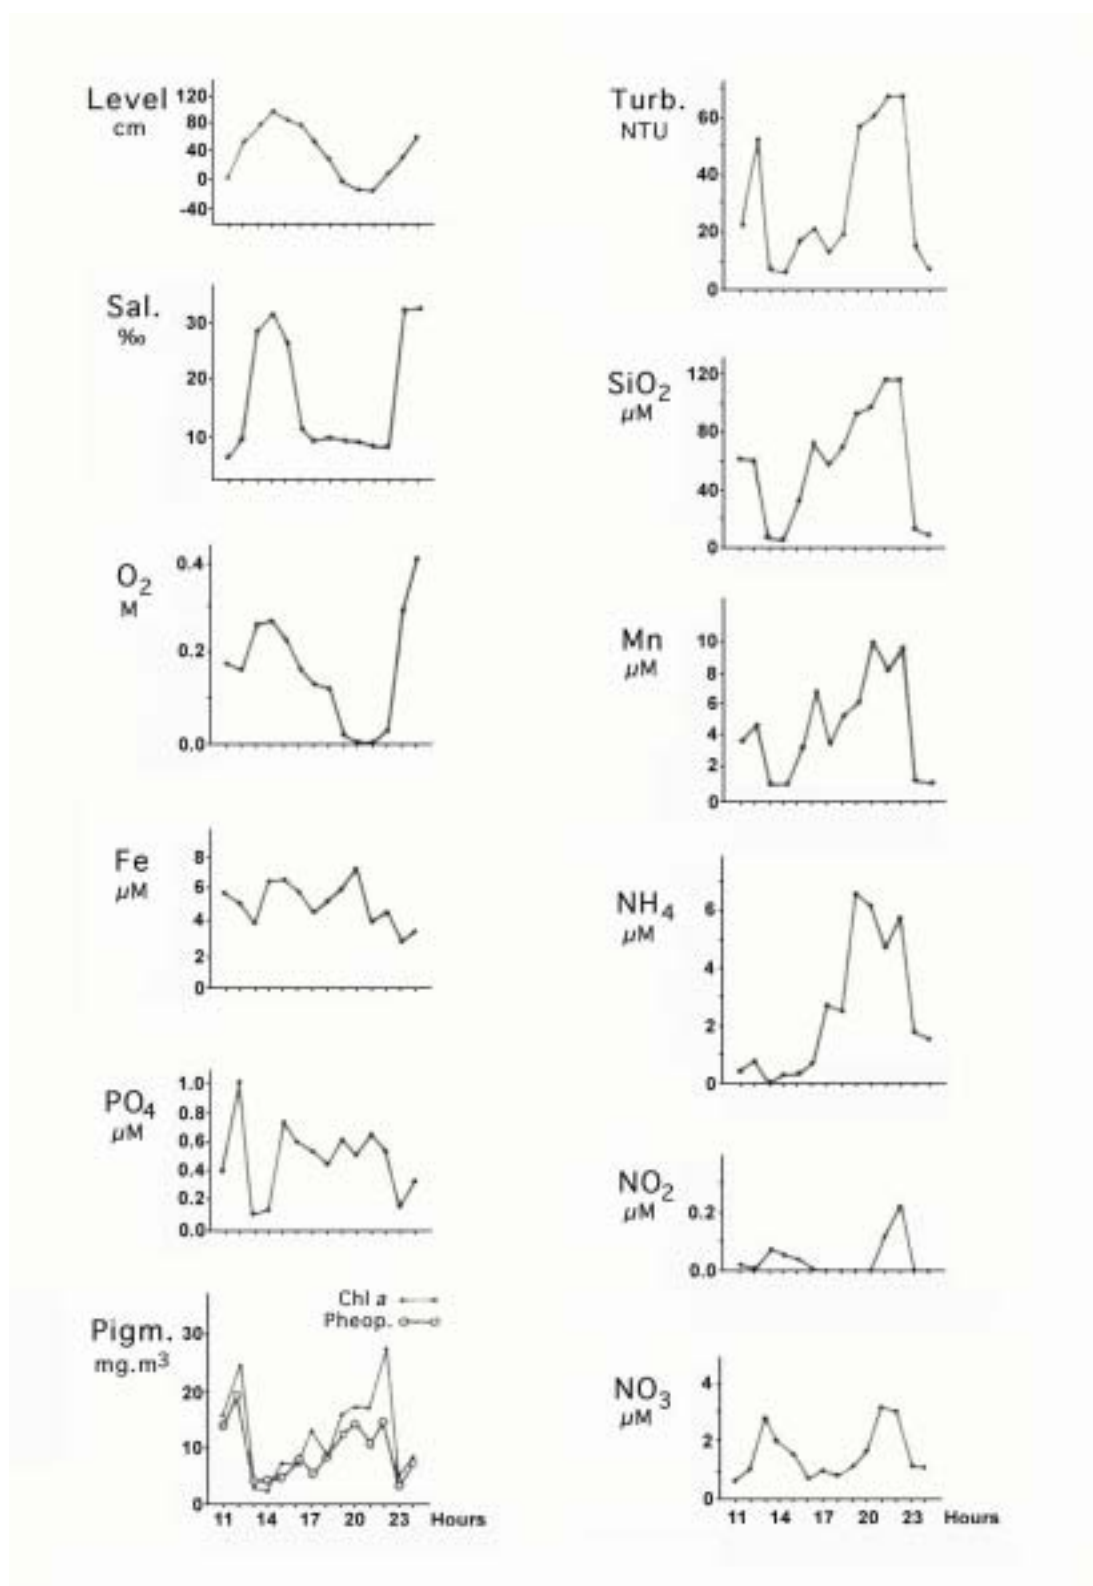 Level
cm
120
80
40
0
-40
Sal.
‰
30
20
10
O2
M
0.4
0.2
0.0
Fe
µM
8
6
4
2
0
PO4
µM
1.0
0.8
0.6
0.4
0.2
0.0
Pigm.
mg.m3
Chl a
Pheop.
30
20
10
0
11 14 17 20 23 Hours
Turb.
NTU
60
40
20
0
SiO2
µM
120
80
40
0
Mn
µM
10
8
6
4
2
0
NH4
µM
6
4
2
0
NO2
µM
0.2
0.0
NO3
µM
4
2
0
11 14 17 20 23 Hours